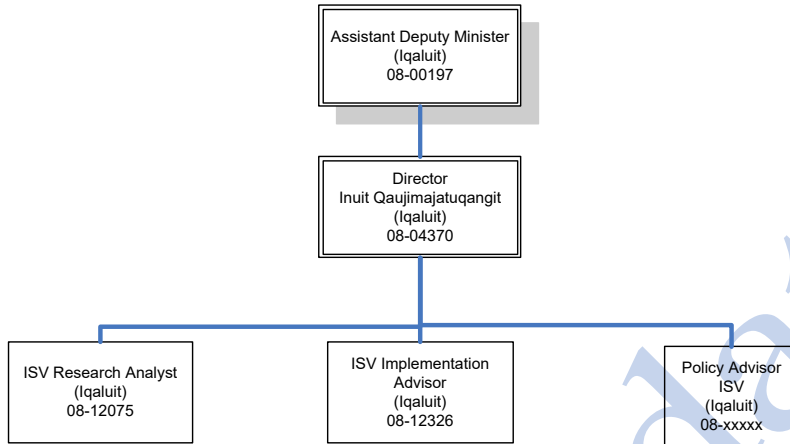 Assistant Deputy Minister
(Iqaluit)
08-00197
Director
Inuit Qaujimajatuqangit
(Iqaluit)
08-04370
ISV Research Analyst
(Iqaluit)
08-12075
ISV Implementation
Advisor
(Iqaluit)
08-12326
Policy Advisor
ISV
(Iqaluit)
08-xxxxx